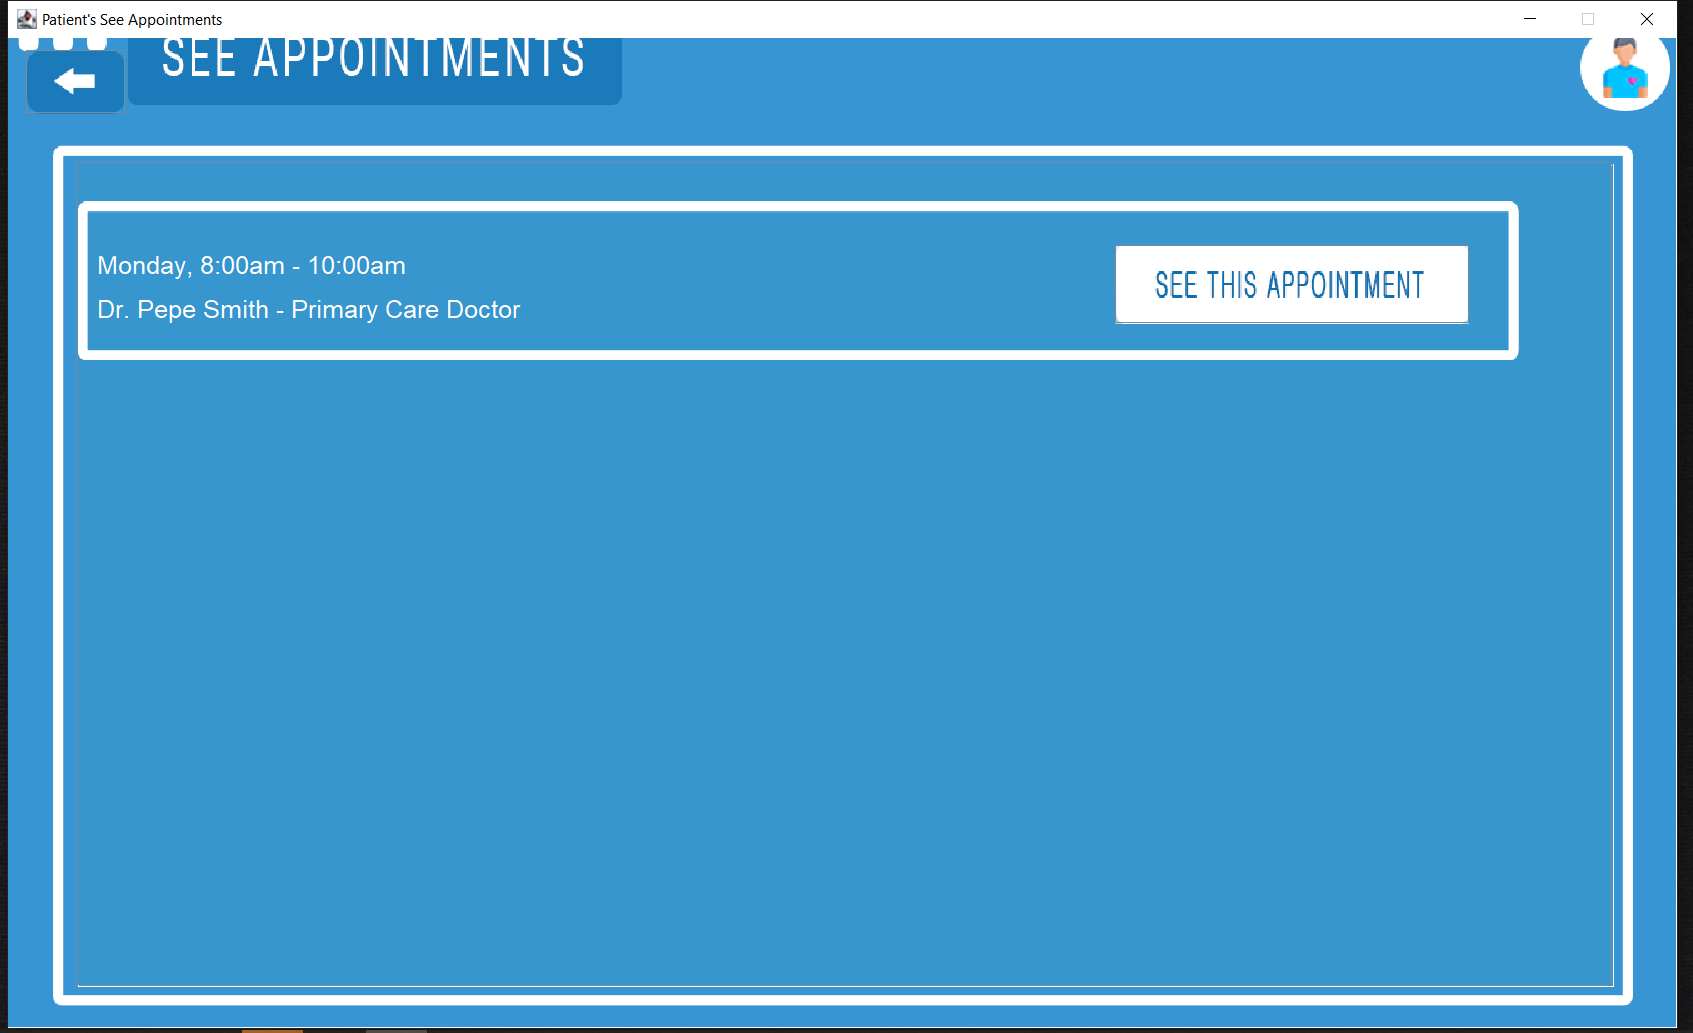 Patient's See Appointments
SEE APPOINTMENTS
Monday, 8:00am - 10:00am
Dr. Pepe Smith - Primary Care Doctor
SEE THIS APPOINTMENT